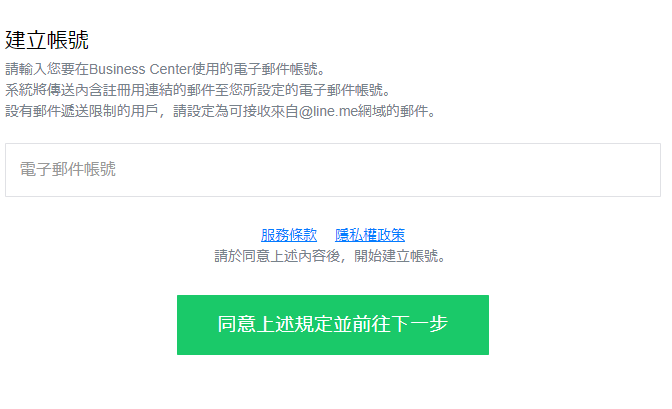 建立帳號
請輸入您要在Business Center使用的電子郵件帳號。
系統將傳送內含註冊用連結的郵件至您所設定的電子郵件帳號。
設有郵件遞送限制的用戶，請設定為可接收來自@line.me網域的郵件。
電子郵件帳號
服務條款 隱私權政策
請於同意上述內容後，開始建立帳號。
同意上述規定並前往下一步